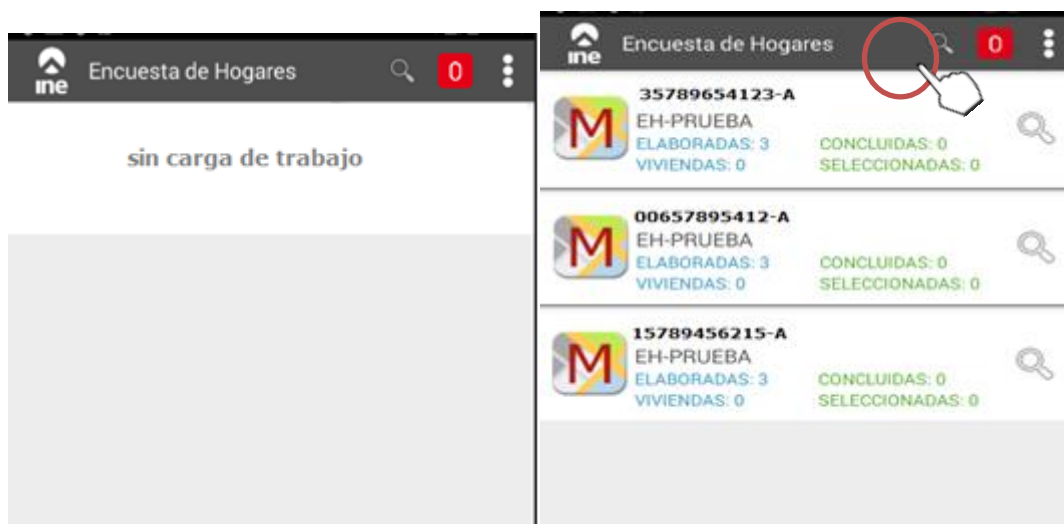 ine
Encuesta de Hogares
0
sin carga de trabajo
ine
Encuesta de Hogares
0
35789654123-A
M
EH-PRUEBA
ELABORADAS: 3 CONCLUIDAS: 0
VIVIENDAS: 0 SELECCIONADAS: 0
00657895412-A
M
EH-PRUEBA
ELABORADAS: 3 CONCLUIDAS: 0
VIVIENDAS: 0 SELECCIONADAS: 0
15789456215-A
M
EH-PRUEBA
ELABORADAS: 3 CONCLUIDAS: 0
VIVIENDAS: 0 SELECCIONADAS: 0